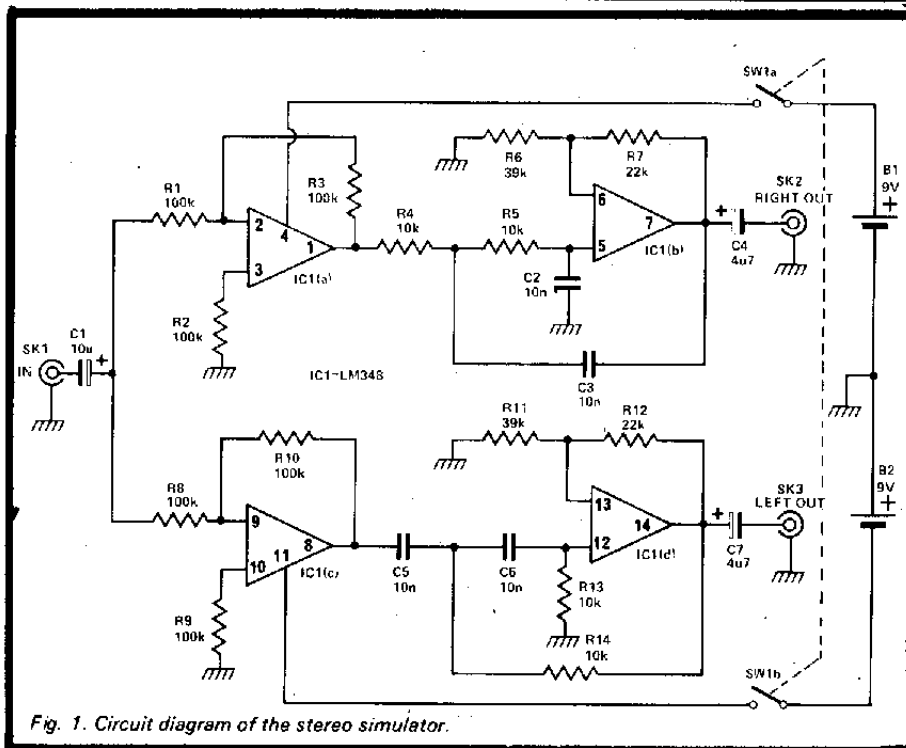 SW1a
R6
39k
R7
22k
B1
9V
+
SK2
RIGHT OUT
R1
100k
R3
100k
R4
10k
R5
10k
6
7
5
IC1(b)
+
C4
4u7
2
4
1
3
IC1(a)
C2
10n
R2
100k
C1
10u
+
SK1
IN
IC1-LM348
C3
10n
R11
39k
R12
22k
R10
100k
B2
9V
+
SK3
LEFT OUT
R8
100k
13
14
12
IC1(d)
+
C7
4u7
9
8
11
10
IC1(c)
C5
10n
C6
10n
R13
10k
R9
100k
R14
10k
SW1b
Fig. 1. Circuit diagram of the stereo simulator.